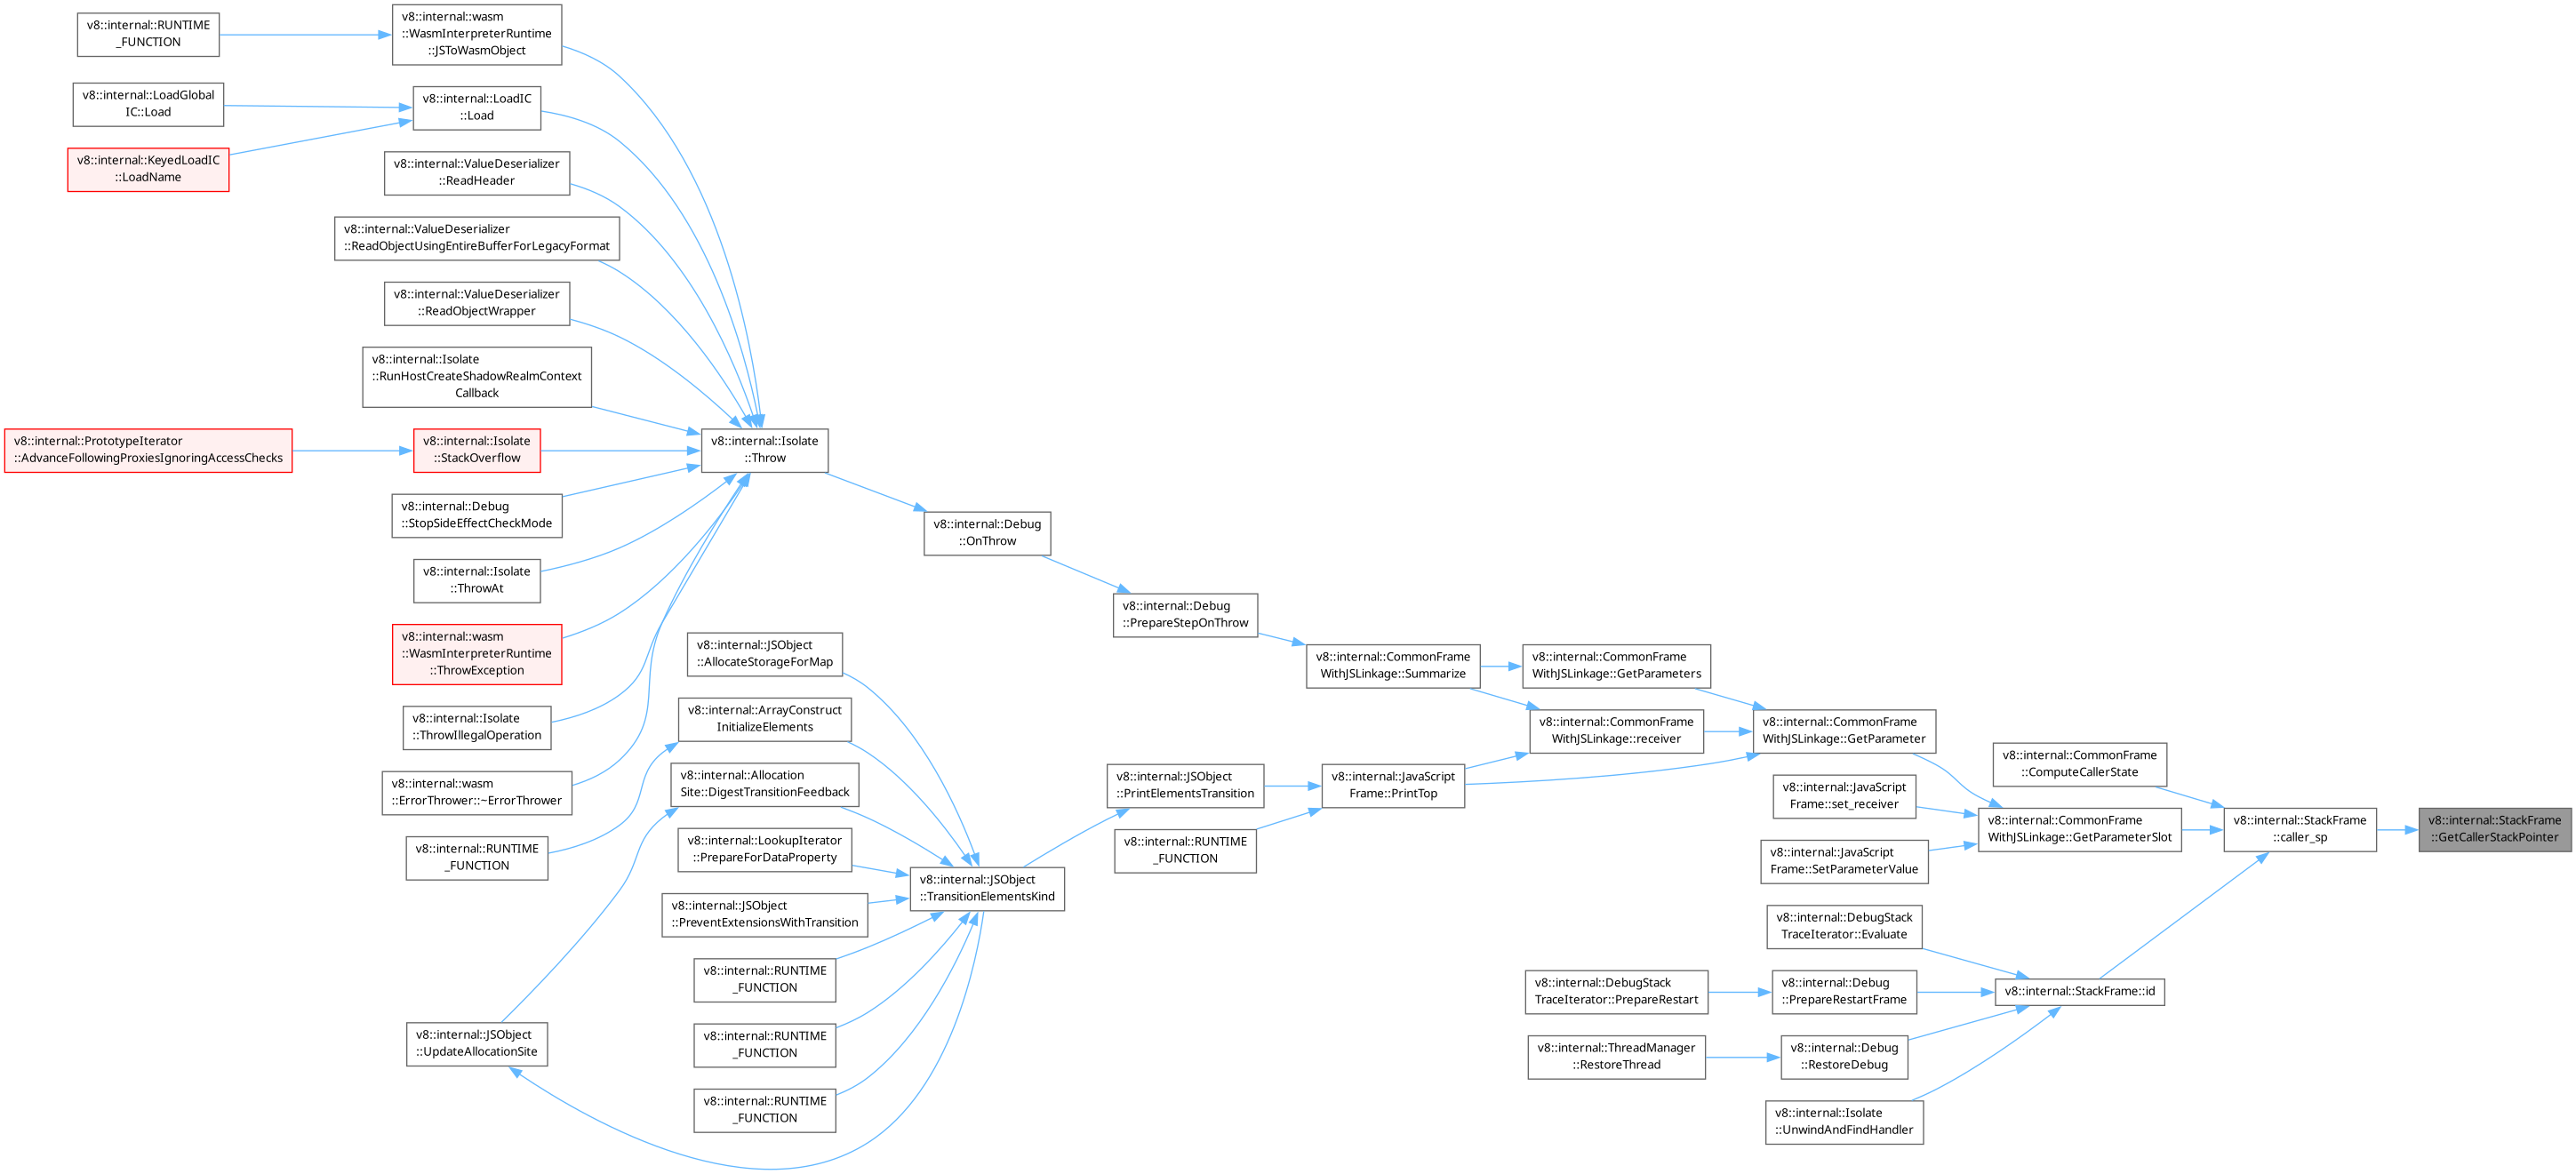 v8::internal::RUNTIME
_FUNCTION
v8::internal::wasm
::WasmInterpreterRuntime
::JSToWasmObject
v8::internal::LoadGlobal
IC::Load
v8::internal::LoadIC
::Load
v8::internal::KeyedLoadIC
::LoadName
v8::internal::ValueDeserializer
::ReadHeader
v8::internal::ValueDeserializer
::ReadObjectUsingEntireBufferForLegacyFormat
v8::internal::ValueDeserializer
::ReadObjectWrapper
v8::internal::Isolate
::RunHostCreateShadowRealmContext
Callback
v8::internal::PrototypeIterator
::AdvanceFollowingProxiesIgnoringAccessChecks
v8::internal::Isolate
::StackOverflow
v8::internal::Isolate
::Throw
v8::internal::Debug
::StopSideEffectCheckMode
v8::internal::Debug
::OnThrow
v8::internal::Isolate
::ThrowAt
v8::internal::Debug
::PrepareStepOnThrow
v8::internal::wasm
::WasmInterpreterRuntime
::ThrowException
v8::internal::JSObject
::AllocateStorageForMap
v8::internal::CommonFrame
WithJSLinkage::Summarize
v8::internal::CommonFrame
WithJSLinkage::GetParameters
v8::internal::Isolate
::ThrowIllegalOperation
v8::internal::ArrayConstruct
InitializeElements
v8::internal::CommonFrame
WithJSLinkage::receiver
v8::internal::CommonFrame
WithJSLinkage::GetParameter
v8::internal::CommonFrame
::ComputeCallerState
v8::internal::wasm
::ErrorThrower::~ErrorThrower
v8::internal::Allocation
Site::DigestTransitionFeedback
v8::internal::JSObject
::PrintElementsTransition
v8::internal::JavaScript
Frame::PrintTop
v8::internal::JavaScript
Frame::set_receiver
v8::internal::RUNTIME
_FUNCTION
v8::internal::LookupIterator
::PrepareForDataProperty
v8::internal::RUNTIME
_FUNCTION
v8::internal::JavaScript
Frame::SetParameterValue
v8::internal::CommonFrame
WithJSLinkage::GetParameterSlot
v8::internal::StackFrame
::caller_sp
v8::internal::StackFrame
::GetCallerStackPointer
v8::internal::JSObject
::PreventExtensionsWithTransition
v8::internal::JSObject
::TransitionElementsKind
v8::internal::DebugStack
TraceIterator::Evaluate
v8::internal::RUNTIME
_FUNCTION
v8::internal::DebugStack
TraceIterator::PrepareRestart
v8::internal::Debug
::PrepareRestartFrame
v8::internal::StackFrame::id
v8::internal::JSObject
::UpdateAllocationSite
v8::internal::RUNTIME
_FUNCTION
v8::internal::ThreadManager
::RestoreThread
v8::internal::Debug
::RestoreDebug
v8::internal::RUNTIME
_FUNCTION
v8::internal::Isolate
::UnwindAndFindHandler